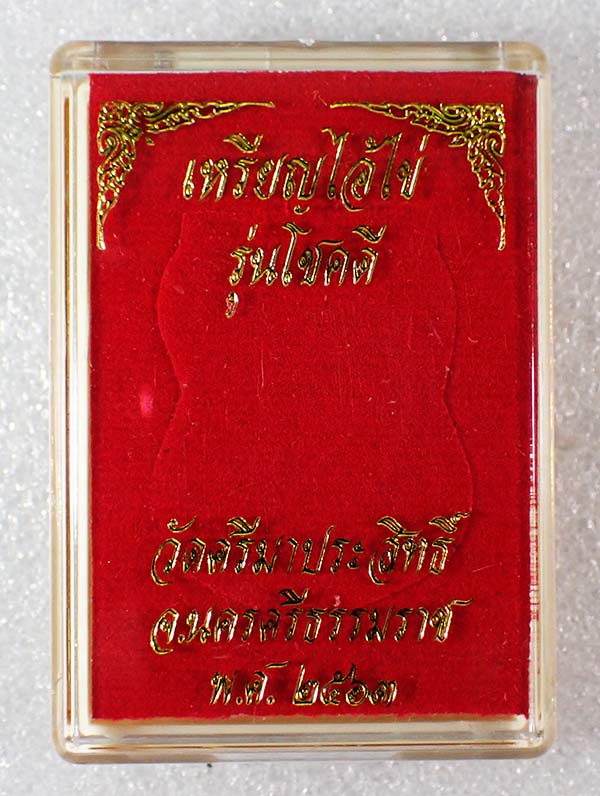 เหรียญไอ้ไข่
รุ่นโชคดี
วัดศรีมาประสิทธิ์
จ.นครศรีธรรมราช
พ.ศ. ๒๕๖๓